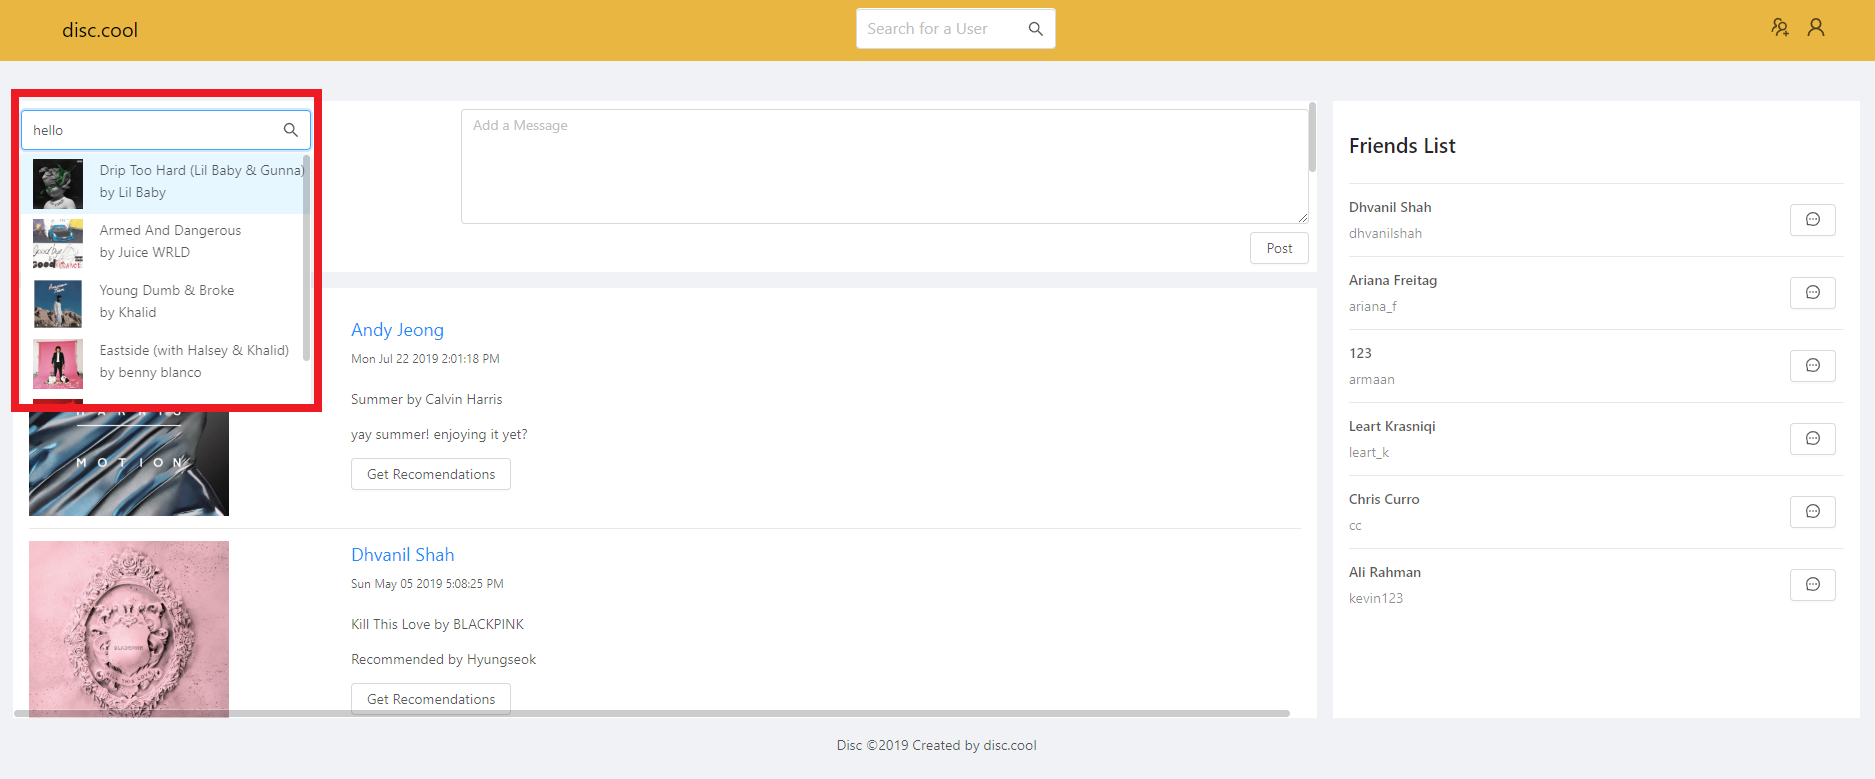 disc.cool
Search for a User
hello
Drip Too Hard (Lil Baby & Gunna)
by Lil Baby
Armed And Dangerous
by Juice WRLD
Young Dumb & Broke
by Khalid
Eastside (with Halsey & Khalid)
by benny blanco
Add a Message
Post
MOTION
Andy Jeong
Mon Jul 22 2019 2:01:18 PM
Summer by Calvin Harris
yay summer! enjoying it yet?
Get Recomendations
Dhvanil Shah
Sun May 05 2019 5:08:25 PM
Kill This Love by BLACKPINK
Recommended by Hyungseok
Get Recomendations
Friends List
Dhvanil Shah
dhvanilshah
Ariana Freitag
ariana_f
123
armaan
Leart Krasniqi
leart_k
Chris Curro
cc
Ali Rahman
kevin123
Disc ©2019 Created by disc.cool